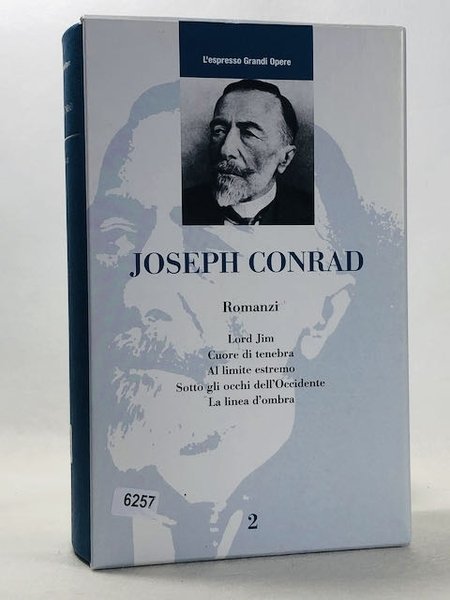 L'espresso Grandi Opere
JOSEPH CONRAD
Romanzi
Lord Jim
Cuore di tenebra
Al limite estremo
Sotto gli occhi dell'Occidente
La linea d'ombra
6257
2